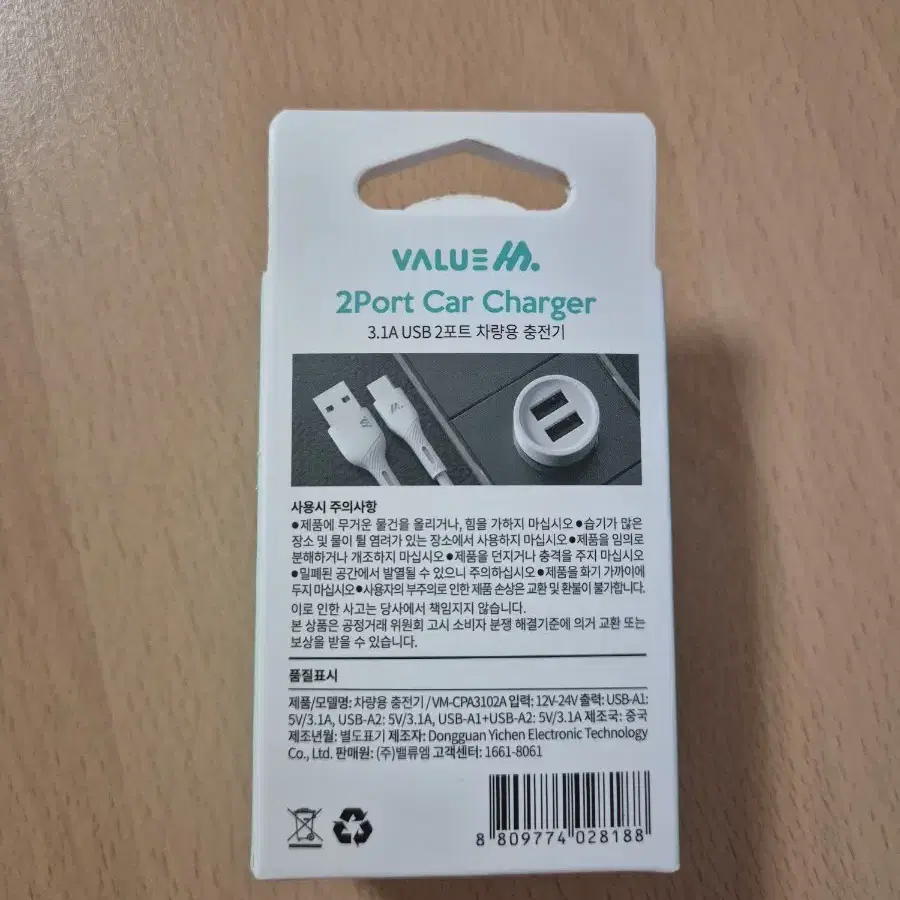 VALUE M.
2Port Car Charger
3.1A USB 2포트 차량용 충전기
사용시 주의사항
●제품에 무거운 물건을 올리거나, 힘을 가하지 마십시오 ●습기가 많은
장소 및 물이 튈 염려가 있는 장소에서 사용하지 마십시오 ●제품을 임의로
분해하거나 개조하지 마십시오 ●제품을 던지거나 충격을 주지 마십시오
●밀폐된 공간에서 발열될 수 있으니 주의하십시오 ●제품을 화기 가까이에
두지 마십시오 ●사용자의 부주의로 인한 제품 손상은 교환 및 환불이 불가합니다.
이로 인한 사고는 당사에서 책임지지 않습니다.
본 상품은 공정거래 위원회 고시 소비자 분쟁 해결기준에 의거 교환 또는
보상을 받을 수 있습니다.
품질표시
제품/모델명: 차량용 충전기 / VM-CPA3102A 입력: 12V-24V 출력: USB-A1:
5V/3.1A, USB-A2: 5V/3.1A, USB-A1+USB-A2: 5V/3.1A 제조국: 중국
제조년월: 별도표기 제조자: Dongguan Yichen Electronic Technology
Co., Ltd. 판매원: (주)벨류엠 고객센터: 1661-8061
8 809774 028188